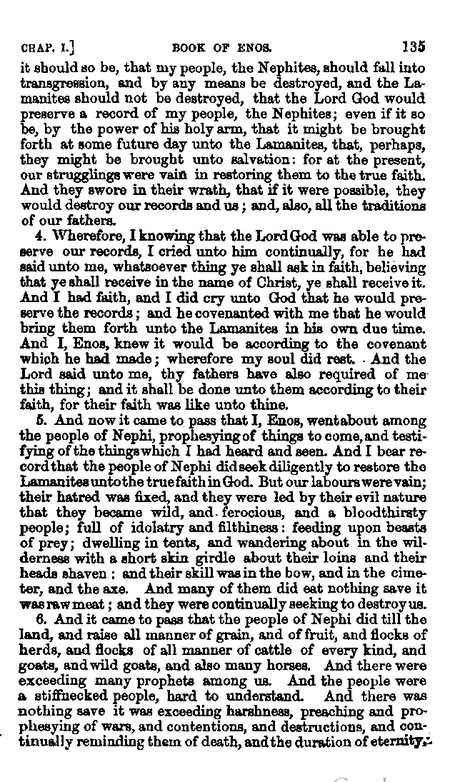 CHAP. I.] BOOK OF ENOS. 135
it should so be, that my people, the Nephites, should fall into
transgression, and by any means be destroyed, and the La-
manites should not be destroyed, that the Lord God would
preserve a record of my people, the Nephites; even if it so
be, by the power of his holy arm, that it might be brought
forth at some future day unto the Lamanites, that, perhaps,
they might be brought unto salvation: for at the present,
our strugglings were vain in restoring them to the true faith.
And they swore in their wrath, that if it were possible, they
would destroy our records and us; and, also, all the traditions
of our fathers.
4. Wherefore, I knowing that the Lord God was able to pre-
serve our records, I cried unto him continually, for he had
said unto me, whatsoever thing ye shall ask in faith, believing
that ye shall receive in the name of Christ, ye shall receive it.
And I had faith, and I did cry unto God that he would pre-
serve the records; and he covenanted with me that he would
bring them forth unto the Lamanites in his own due time.
And I, Enos, knew it would be according to the covenant
which he had made; wherefore my soul did rest. And the
Lord said unto me, thy fathers have also required of me
this thing; and it shall be done unto them according to their
faith, for their faith was like unto thine.
5. And now it came to pass that I, Enos, went about among
the people of Nephi, prophesying of things to come, and testi-
fying of the things which I had heard and seen. And I bear re-
cord that the people of Nephi did seek diligently to restore the
Lamanites unto the true faith in God. But our labours were vain;
their hatred was fixed, and they were led by their evil nature
that they became wild, and ferocious, and a bloodthirsty
people; full of idolatry and filthiness: feeding upon beasts
of prey; dwelling in tents, and wandering about in the wil-
derness with a short skin girdle about their loins and their
heads shaven: and their skill was in the bow, and in the cime-
ter, and the axe. And many of them did eat nothing save it
was raw meat; and they were continually seeking to destroy us.
6. And it came to pass that the people of Nephi did till the
land, and raise all manner of grain, and of fruit, and flocks of
herds, and flocks of all manner of cattle of every kind, and
goats, and wild goats, and also many horses. And there were
exceeding many prophets among us. And the people were
a stiffnecked people, hard to understand. And there was
nothing save it was exceeding harshness, preaching and pro-
phesying of wars, and contentions, and destructions, and con-
tinually reminding them of death, and the duration of eternity,